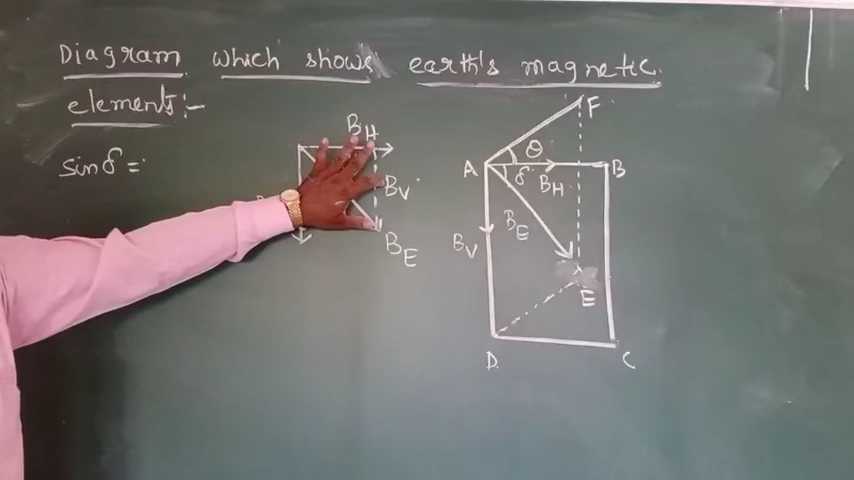 Diagram which shows earth's magnetic
elements:-
sin δ =
B_H
B_V
B_E
F
θ
A
B
δ
B_H
B_E
B_V
E
D
C